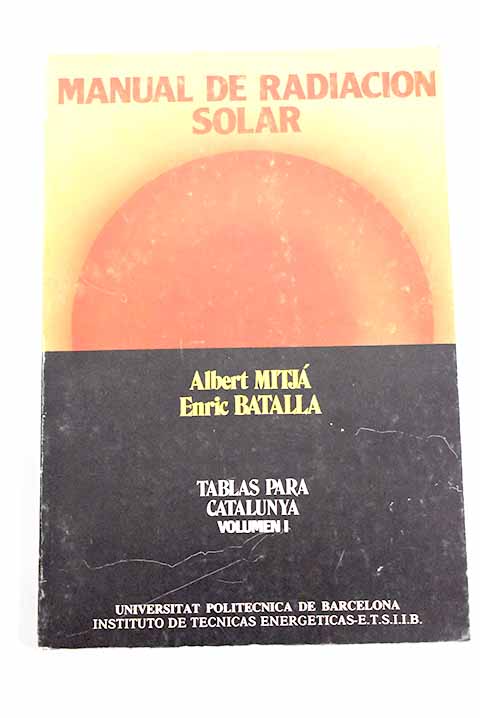 MANUAL DE RADIACION
SOLAR
Albert MITJÁ
Enric BATALLA
TABLAS PARA
CATALUNYA
VOLUMEN I
UNIVERSITAT POLITECNICA DE BARCELONA
INSTITUTO DE TECNICAS ENERGETICAS-E.T.S.I.I.B.